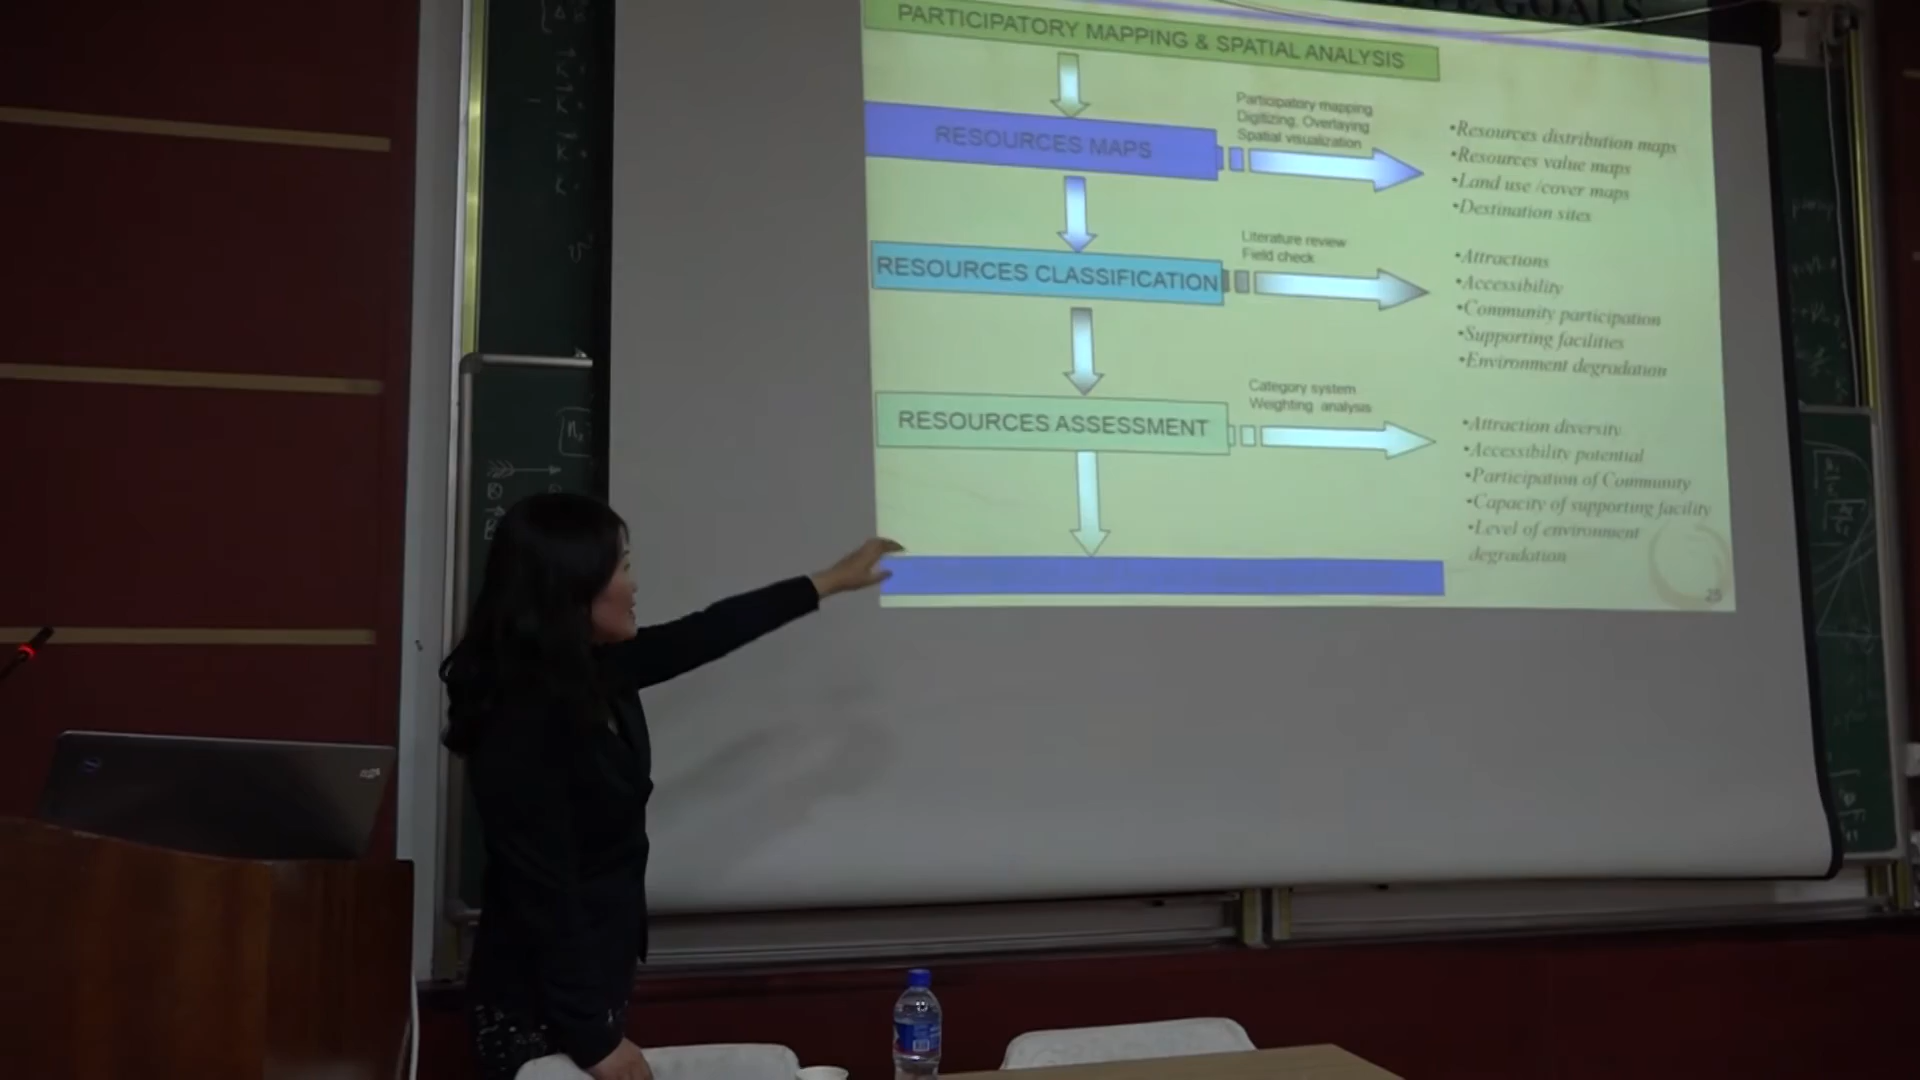 GOALS
PARTICIPATORY MAPPING & SPATIAL ANALYSIS
RESOURCES MAPS
Participatory mapping
Digitizing, Overlaying
Spatial visualization
•Resources distribution maps
•Resources value maps
•Land use /cover maps
•Destination sites
RESOURCES CLASSIFICATION
Literature review
Field check
•Attractions
•Accessibility
•Community participation
•Supporting facilities
•Environment degradation
RESOURCES ASSESSMENT
Category system
Weighting analysis
•Attraction diversity
•Accessibility potential
•Participation of Community
•Capacity of supporting facility
•Level of environment
degradation
25